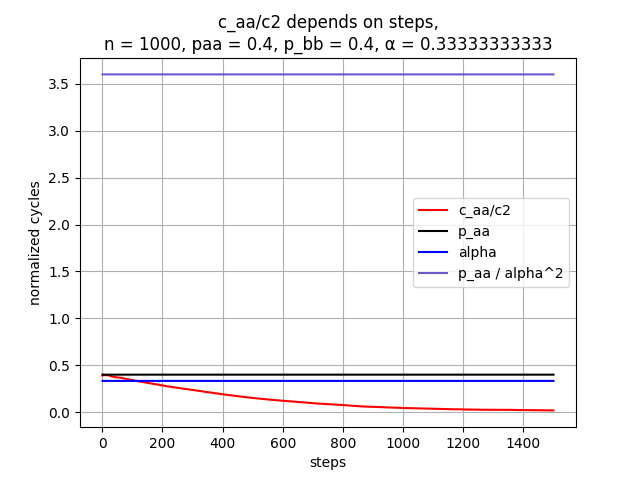 c_aa/c2 depends on steps,
n = 1000, paa = 0.4, p_bb = 0.4, α = 0.33333333333
normalized cycles
3.5
3.0
2.5
2.0
1.5
1.0
0.5
0.0
c_aa/c2
p_aa
alpha
p_aa / alpha^2
0
200
400
600
800
1000
1200
1400
steps